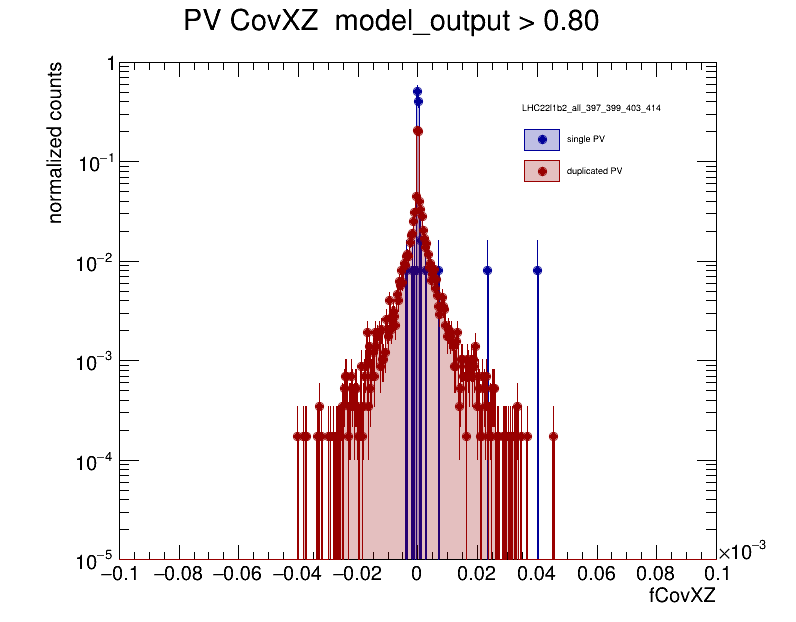 PV CovXZ model_output > 0.80
normalized counts
1
10⁻¹
10⁻²
10⁻³
10⁻⁴
10⁻⁵
LHC22l1b2_all_397_399_403_414
single PV
duplicated PV
−0.1 −0.08 −0.06 −0.04 −0.02 0 0.02 0.04 0.06 0.08 0.1
×10⁻³
fCovXZ